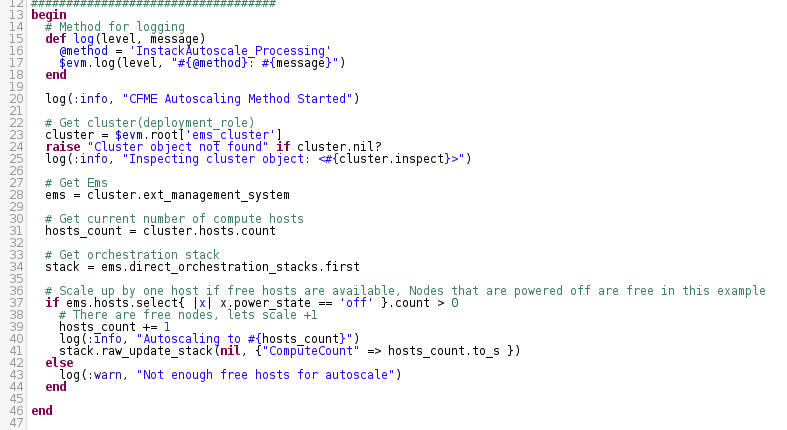 12 ###################################
13 begin
14   # Method for logging
15   def log(level, message)
16     @method = 'InstackAutoscale_Processing'
17     $evm.log(level, "#{@method}: #{message}")
18   end
19
20   log(:info, "CFME Autoscaling Method Started")
21
22   # Get cluster(deployment_role)
23   cluster = $evm.root['ems_cluster']
24   raise "Cluster object not found" if cluster.nil?
25   log(:info, "Inspecting cluster object: <#{cluster.inspect}>")
26
27   # Get Ems
28   ems = cluster.ext_management_system
29
30   # Get current number of compute hosts
31   hosts_count = cluster.hosts.count
32
33   # Get orchestration stack
34   stack = ems.direct_orchestration_stacks.first
35
36   # Scale up by one host if free hosts are available, Nodes that are powered off are free in this example
37   if ems.hosts.select{ |x| x.power_state == 'off' }.count > 0
38     # There are free nodes, lets scale +1
39     hosts_count += 1
40     log(:info, "Autoscaling to #{hosts_count}")
41     stack.raw_update_stack(nil, {"ComputeCount" => hosts_count.to_s })
42   else
43     log(:warn, "Not enough free hosts for autoscale")
44   end
45
46 end
47